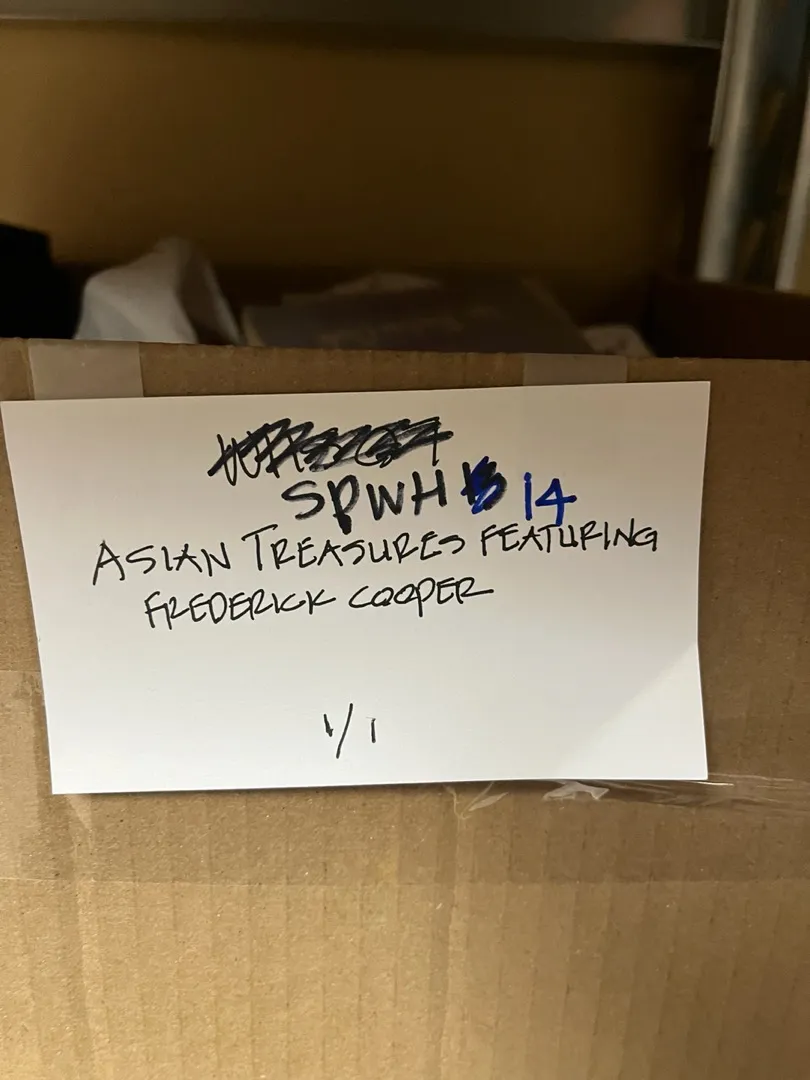 SPWH 14
ASIAN TREASURES FEATURING
FREDERICK COOPER
1/1